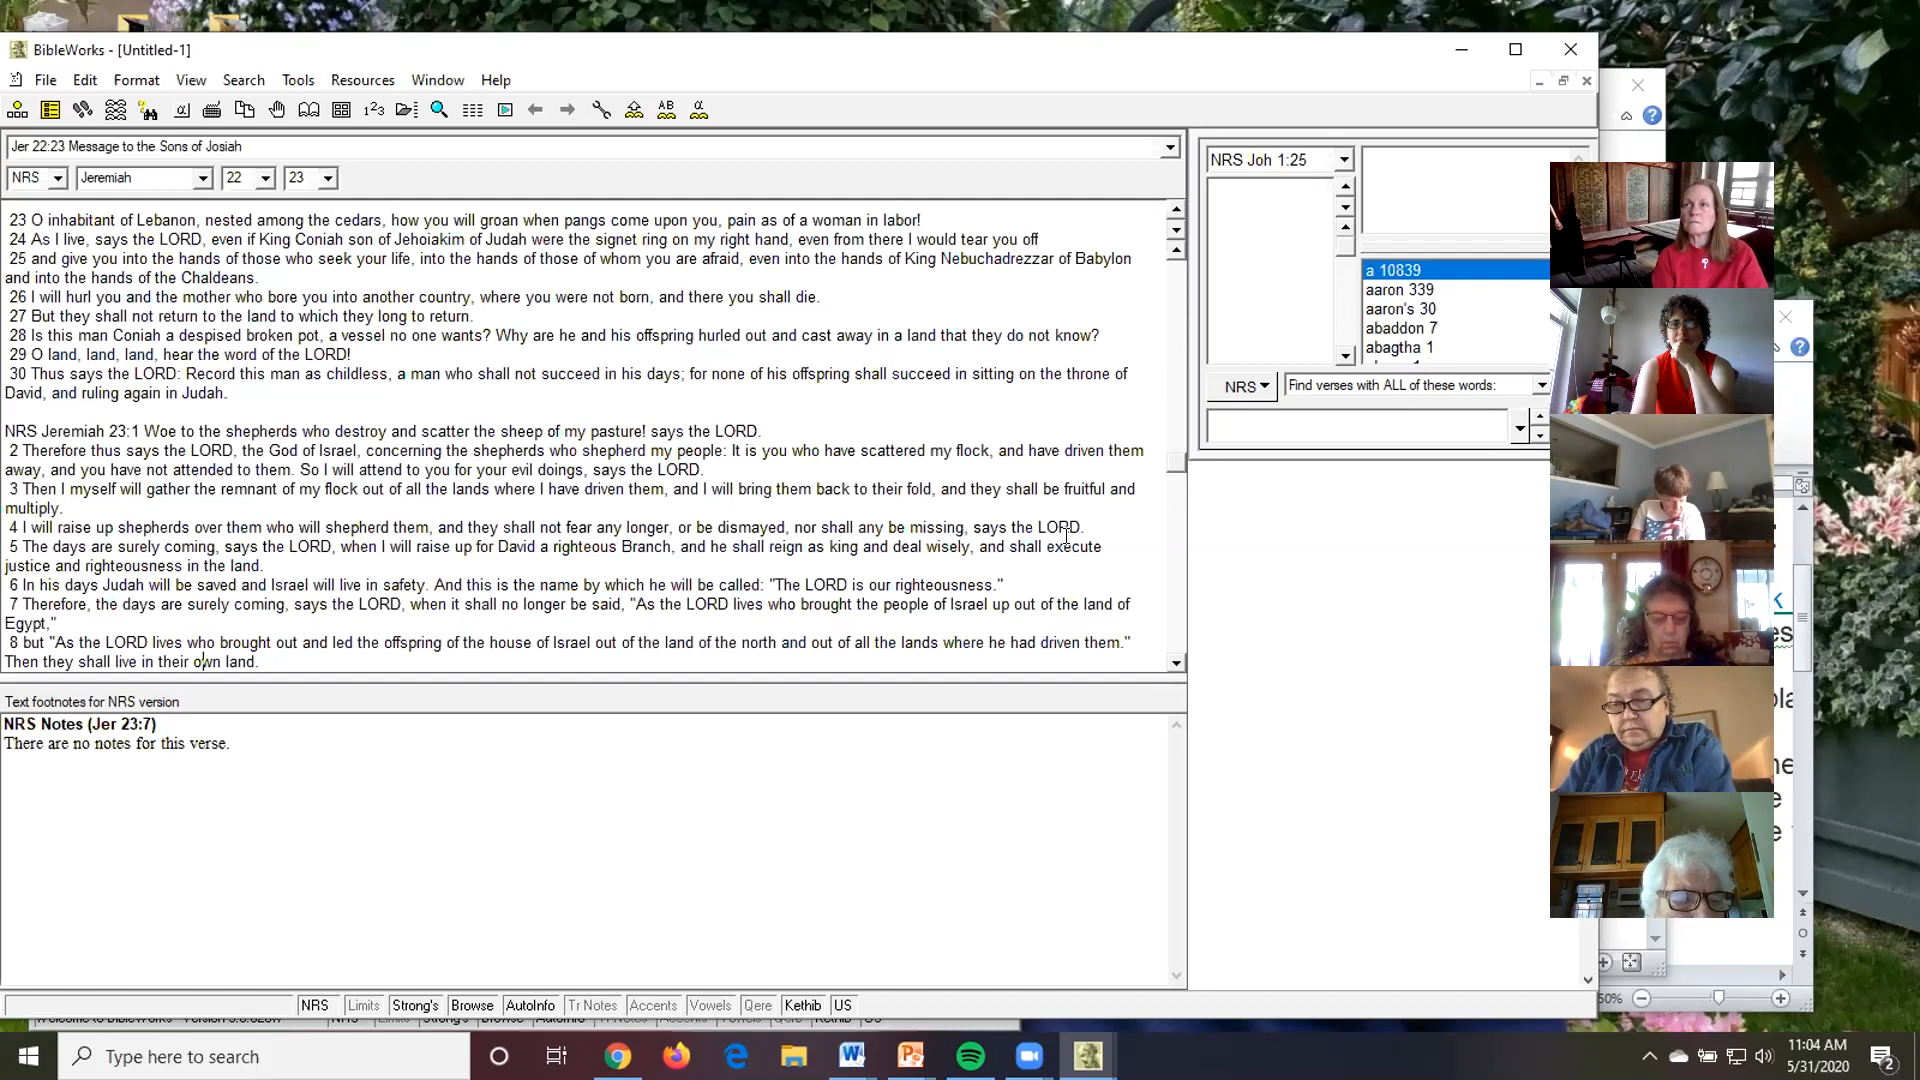 BibleWorks - [Untitled-1]
File Edit Format View Search Tools Resources Window Help
Jer 22:23 Message to the Sons of Josiah
NRS Jeremiah 22 23
23 O inhabitant of Lebanon, nested among the cedars, how you will groan when pangs come upon you, pain as of a woman in labor!
24 As I live, says the LORD, even if King Coniah son of Jehoiakim of Judah were the signet ring on my right hand, even from there I would tear you off
25 and give you into the hands of those who seek your life, into the hands of those of whom you are afraid, even into the hands of King Nebuchadrezzar of Babylon
and into the hands of the Chaldeans.
26 I will hurl you and the mother who bore you into another country, where you were not born, and there you shall die.
27 But they shall not return to the land to which they long to return.
28 Is this man Coniah a despised broken pot, a vessel no one wants? Why are he and his offspring hurled out and cast away in a land that they do not know?
29 O land, land, land, hear the word of the LORD!
30 Thus says the LORD: Record this man as childless, a man who shall not succeed in his days; for none of his offspring shall succeed in sitting on the throne of
David, and ruling again in Judah.
NRS Jeremiah 23:1 Woe to the shepherds who destroy and scatter the sheep of my pasture! says the LORD.
2 Therefore thus says the LORD, the God of Israel, concerning the shepherds who shepherd my people: It is you who have scattered my flock, and have driven them
away, and you have not attended to them. So I will attend to you for your evil doings, says the LORD.
3 Then I myself will gather the remnant of my flock out of all the lands where I have driven them, and I will bring them back to their fold, and they shall be fruitful and
multiply.
4 I will raise up shepherds over them who will shepherd them, and they shall not fear any longer, or be dismayed, nor shall any be missing, says the LORD.
5 The days are surely coming, says the LORD, when I will raise up for David a righteous Branch, and he shall reign as king and deal wisely, and shall execute
justice and righteousness in the land.
6 In his days Judah will be saved and Israel will live in safety. And this is the name by which he will be called: "The LORD is our righteousness."
7 Therefore, the days are surely coming, says the LORD, when it shall no longer be said, "As the LORD lives who brought the people of Israel up out of the land of
Egypt,"
8 but "As the LORD lives who brought out and led the offspring of the house of Israel out of the land of the north and out of all the lands where he had driven them."
Then they shall live in their own land.
Text footnotes for NRS version
NRS Notes (Jer 23:7)
There are no notes for this verse.
NRS Joh 1:25
a 10839
aaron 339
aaron's 30
abaddon 7
abagtha 1
NRS Find verses with ALL of these words:
NRS Limits Strong's Browse AutoInfo Tr Notes Accents Vowels Qere Kethib US
50%
Type here to search
11:04 AM
5/31/2020
2